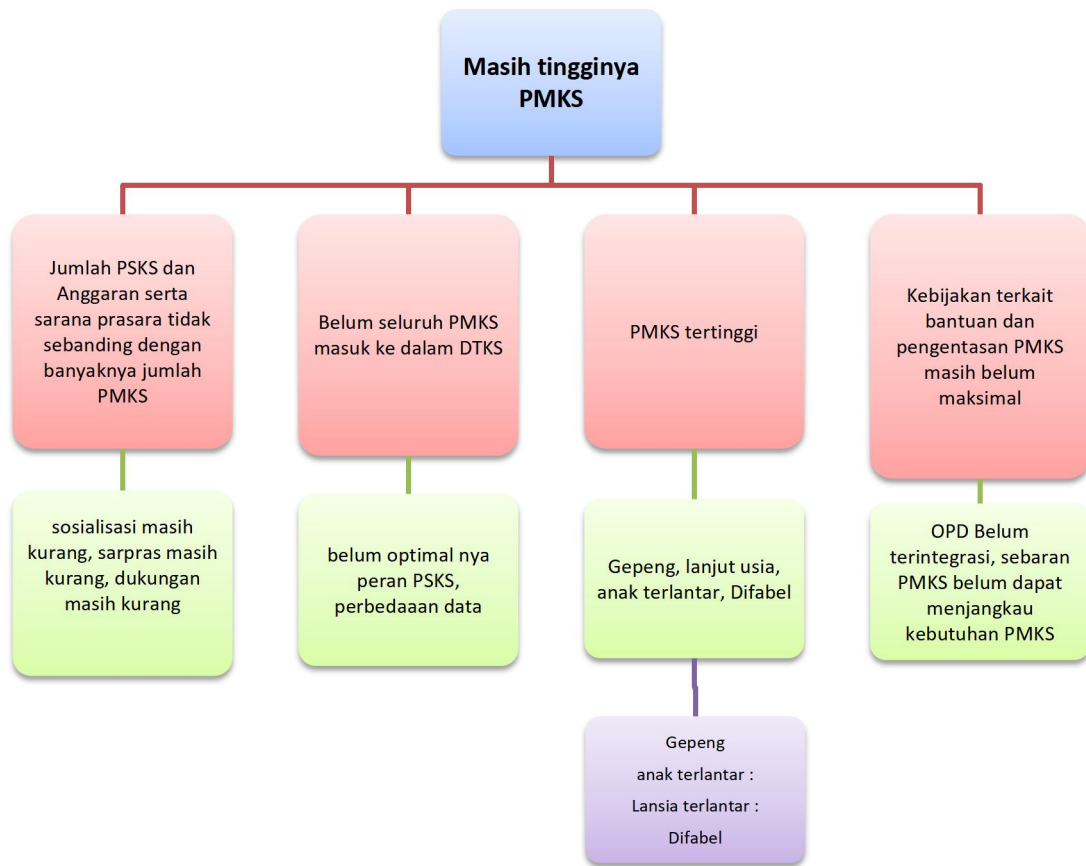 Masih tingginya
PMKS
Jumlah PSKS dan
Anggaran serta
sarana prasara tidak
sebanding dengan
banyaknya jumlah
PMKS
Belum seluruh PMKS
masuk ke dalam DTKS
PMKS tertinggi
Kebijakan terkait
bantuan dan
pengentasan PMKS
masih belum
maksimal
sosialisasi masih
kurang, sarpras masih
kurang, dukungan
masih kurang
belum optimal nya
peran PSKS,
perbedaaan data
Gepeng, lanjut usia,
anak terlantar, Difabel
OPD Belum
terintegrasi, sebaran
PMKS belum dapat
menjangkau
kebutuhan PMKS
Gepeng
anak terlantar :
Lansia terlantar :
Difabel